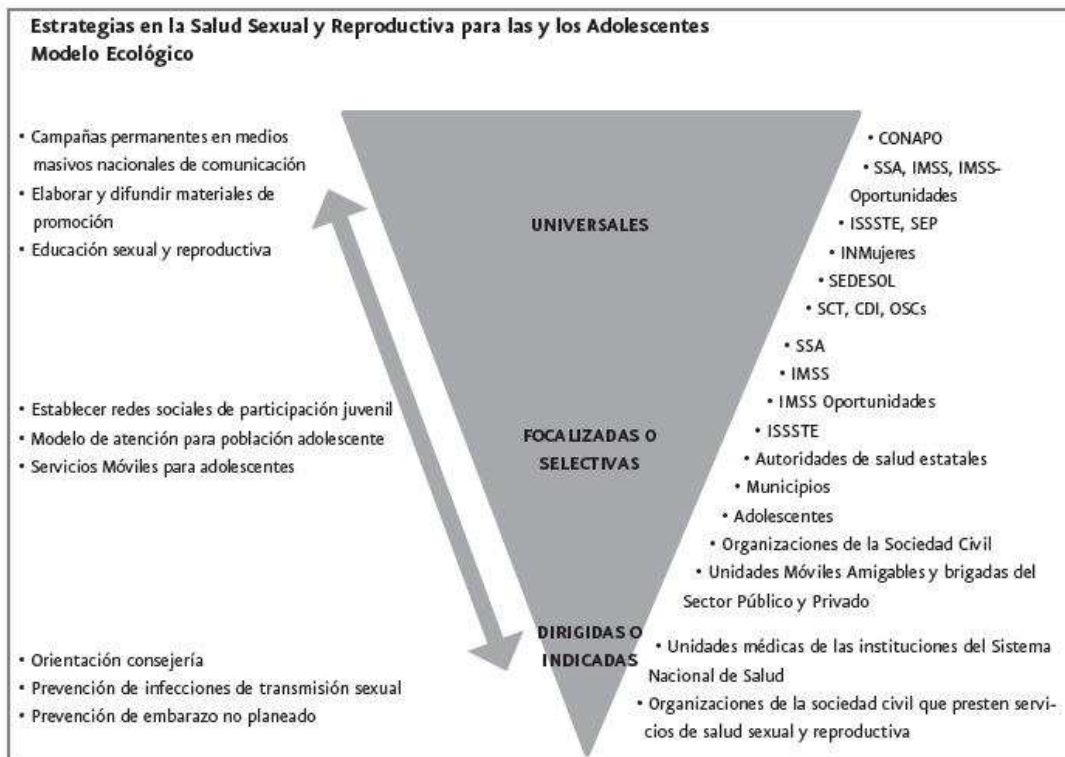 Estrategias en la Salud Sexual y Reproductiva para las y los Adolescentes
Modelo Ecológico
• Campañas permanentes en medios
masivos nacionales de comunicación
• Elaborar y difundir materiales de
promoción
• Educación sexual y reproductiva
UNIVERSALES
• CONAPO
• SSA, IMSS, IMSS-
Oportunidades
• ISSSTE, SEP
• INMujeres
• SEDESOL
• SCT, CDI, OSCs
• Establecer redes sociales de participación juvenil
• Modelo de atención para población adolescente
• Servicios Móviles para adolescentes
FOCALIZADAS O
SELECTIVAS
• SSA
• IMSS
• IMSS Oportunidades
• ISSSTE
• Autoridades de salud estatales
• Municipios
• Adolescentes
• Organizaciones de la Sociedad Civil
• Unidades Móviles Amigables y brigadas del
Sector Público y Privado
• Orientación consejería
• Prevención de infecciones de transmisión sexual
• Prevención de embarazo no planeado
DIRIGIDAS O
INDICADAS
• Unidades médicas de las instituciones del Sistema
Nacional de Salud
• Organizaciones de la sociedad civil que presten servi-
cios de salud sexual y reproductiva